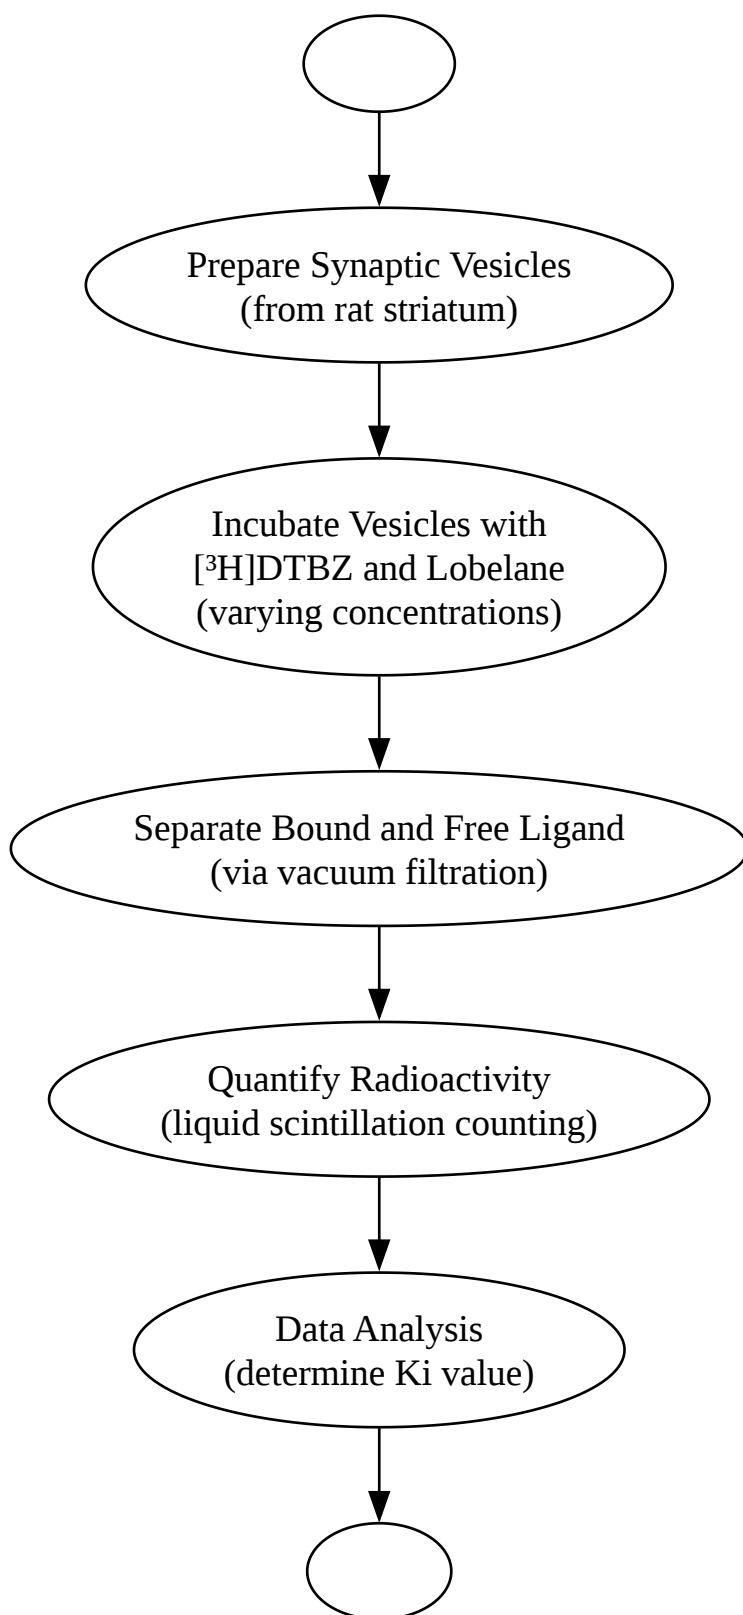 Prepare Synaptic Vesicles
(from rat striatum)
Incubate Vesicles with
[³H]DTBZ and Lobelane
(varying concentrations)
Separate Bound and Free Ligand
(via vacuum filtration)
Quantify Radioactivity
(liquid scintillation counting)
Data Analysis
(determine Ki value)